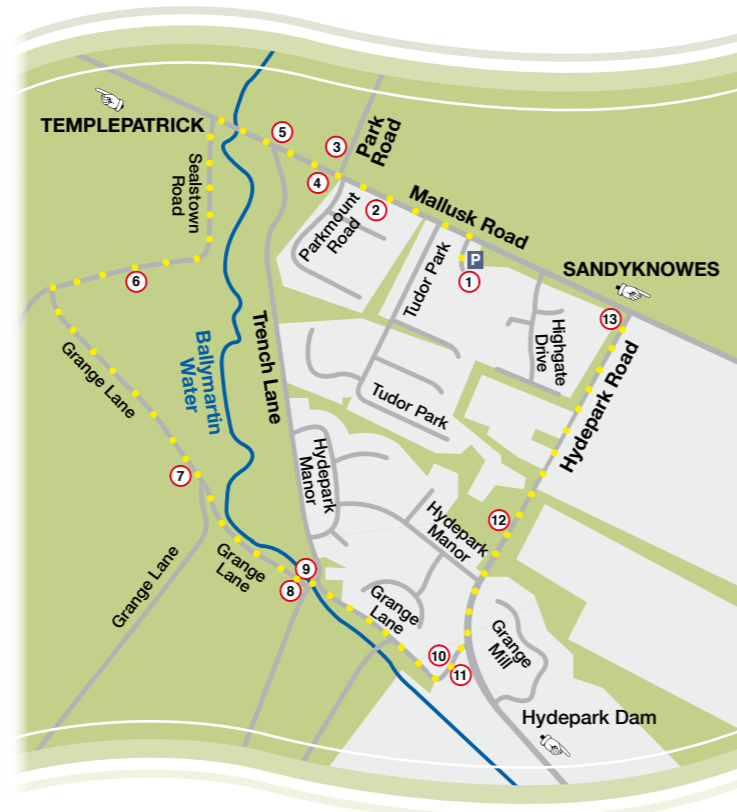 TEMPLEPATRICK
5
3
Park
Road
4
Sealstown
Road
2
Mallusk Road
Parkmount
Road
Tudor Park
P
1
SANDYKNOWES
6
13
Highgate
Drive
Trench Lane
Ballymartin
Water
Grange Lane
Tudor Park
Hydepark Road
7
Hydepark
Manor
12
Hydepark
Manor
Grange Lane
Grange
Lane
9
8
Grange
Lane
10
11
Grange
Mill
Hydepark Dam